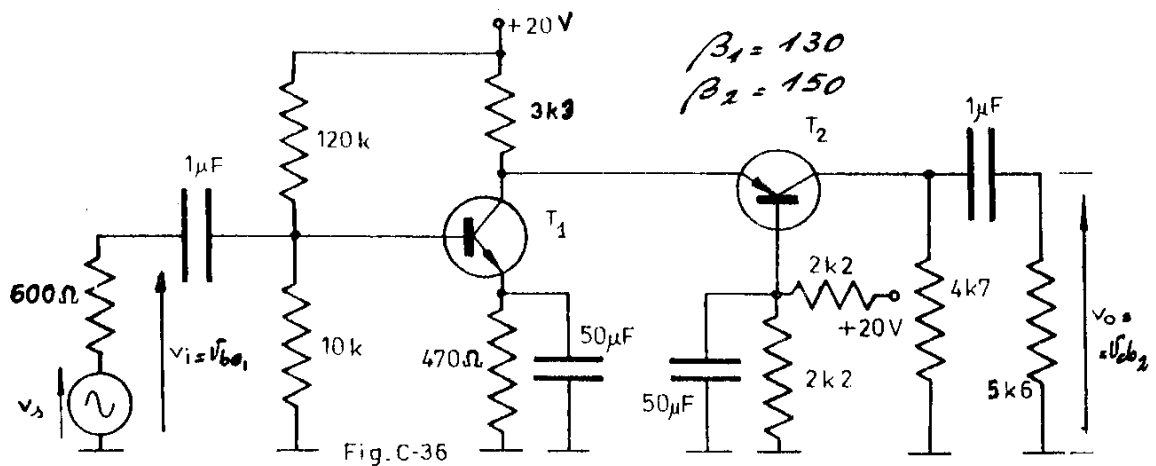 +20V
β1 = 130
β2 = 150
120k
3k3
1µF
T2
1µF
T1
600Ω
vi = vbe1
10k
470Ω
50µF
50µF
2k2
+20V
2k2
4k7
5k6
vo =
= vcb2
vs
Fig. C-36